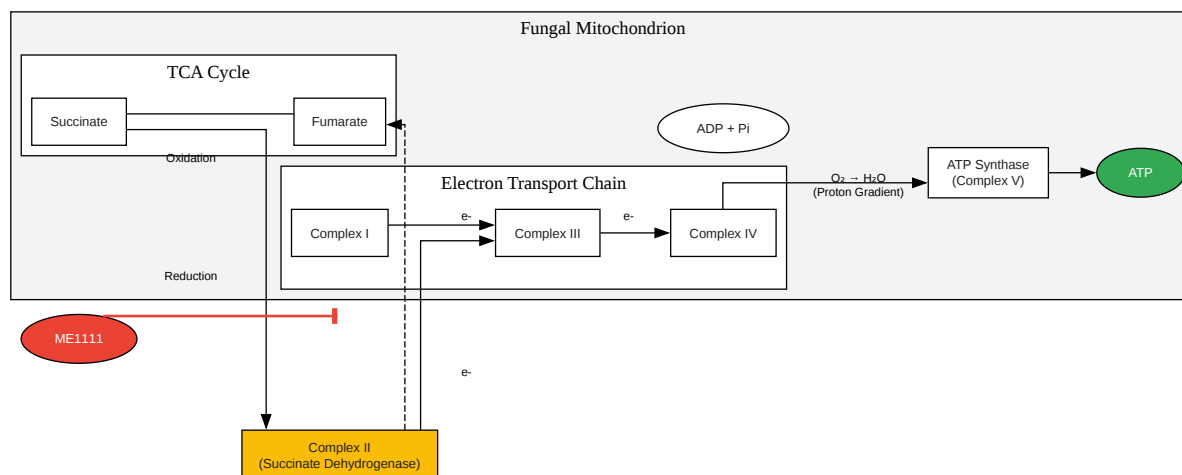 Fungal Mitochondrion
TCA Cycle
Succinate
Fumarate
ADP + Pi
Oxidation
O₂ → H₂O
(Proton Gradient)
ATP Synthase
(Complex V)
ATP
Electron Transport Chain
e-
e-
Complex I
Complex III
Complex IV
Reduction
ME1111
e-
Complex II
(Succinate Dehydrogenase)